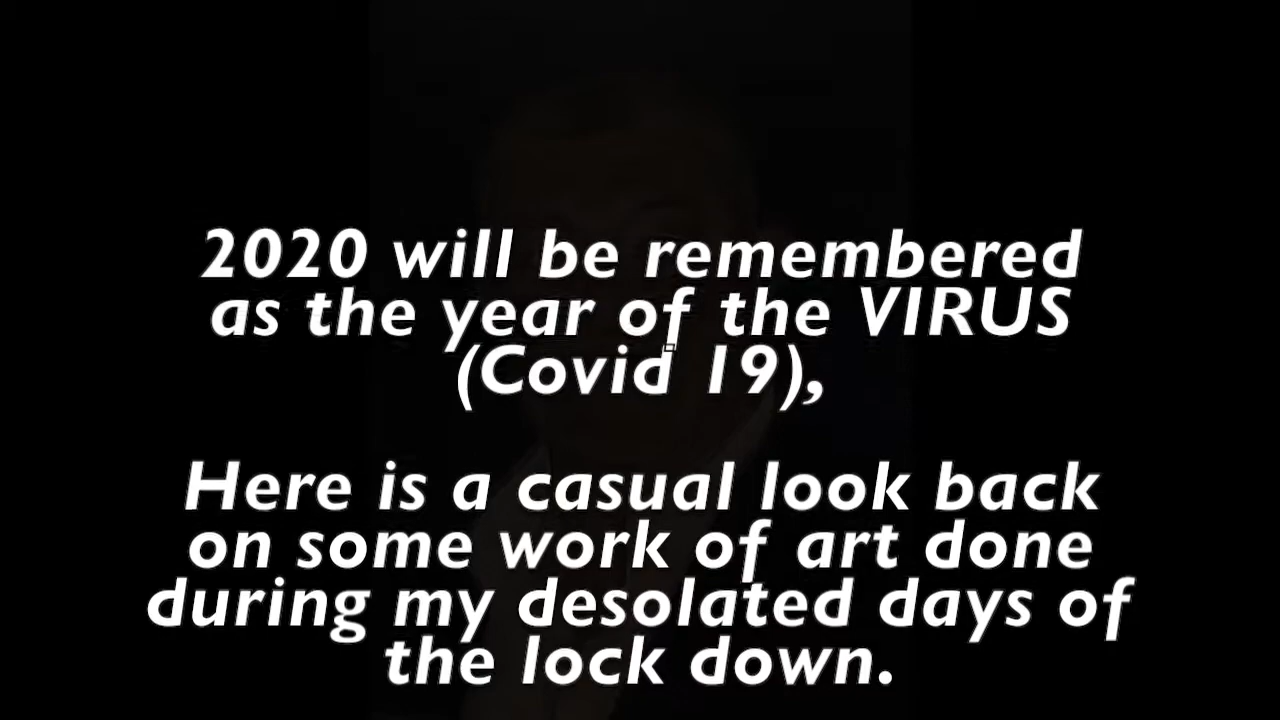 2020 will be remembered
as the year of the VIRUS
(Covid 19),
Here is a casual look back
on some work of art done
during my desolated days of
the lock down.